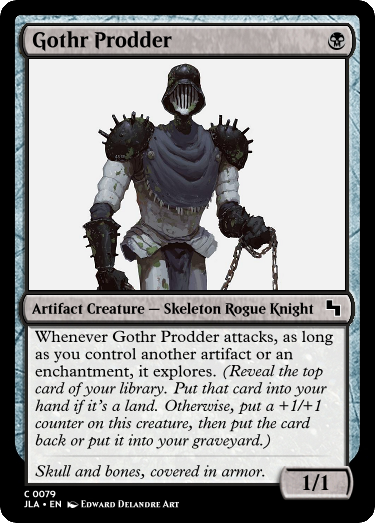 Gothr Prodder
Artifact Creature — Skeleton Rogue Knight
Whenever Gothr Prodder attacks, as long
as you control another artifact or an
enchantment, it explores. (Reveal the top
card of your library. Put that card into your
hand if it's a land. Otherwise, put a +1/+1
counter on this creature, then put the card
back or put it into your graveyard.)
Skull and bones, covered in armor.
1/1
C 0079
JLA • EN Edward Delandre Art